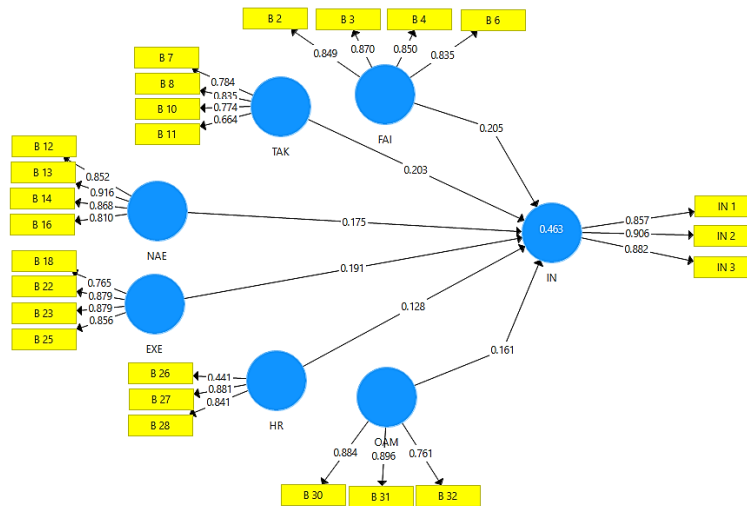 B 2
B 3
B 4
B 6
0.849
0.870
0.850
0.835
FAI
0.205
B 7
B 8
B 10
B 11
0.784
0.835
0.774
0.664
TAK
0.203
B 12
B 13
B 14
B 16
0.852
0.916
0.868
0.810
NAE
0.175
B 18
B 22
B 23
B 25
0.765
0.879
0.879
0.856
EXE
0.191
B 26
B 27
B 28
0.441
0.881
0.841
HR
0.128
OAM
0.161
0.884
0.896
0.761
B 30
B 31
B 32
0.463
IN
0.857
0.906
0.882
IN 1
IN 2
IN 3